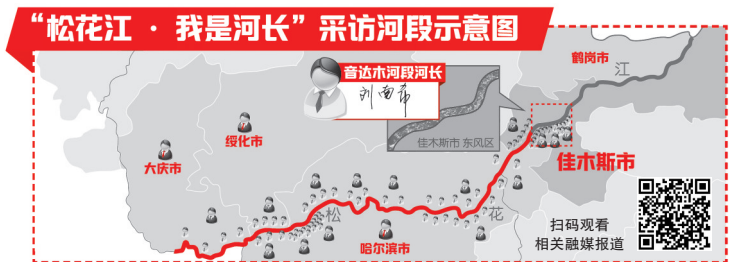 “松花江 · 我是河长”采访河段示意图
鹤岗市
江
音达木河段河长
绥化市
佳木斯市 东风区
大庆市
佳木斯市
松
花
哈尔滨市
扫码观看
相关融媒报道